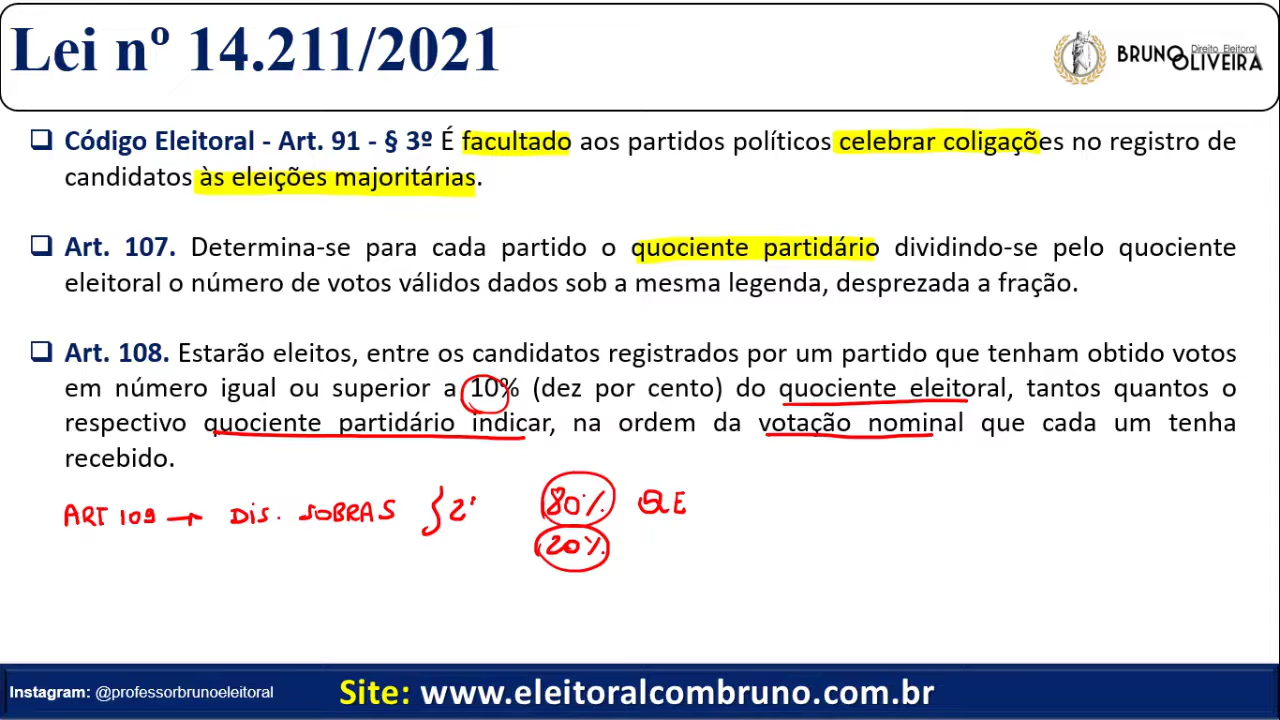 Lei nº 14.211/2021
Direito Eleitoral
BRUNO OLIVEIRA
❑ Código Eleitoral - Art. 91 - § 3º É facultado aos partidos políticos celebrar coligações no registro de
candidatos às eleições majoritárias.
❑ Art. 107. Determina-se para cada partido o quociente partidário dividindo-se pelo quociente
eleitoral o número de votos válidos dados sob a mesma legenda, desprezada a fração.
❑ Art. 108. Estarão eleitos, entre os candidatos registrados por um partido que tenham obtido votos
em número igual ou superior a 10% (dez por cento) do quociente eleitoral, tantos quantos o
respectivo quociente partidário indicar, na ordem da votação nominal que cada um tenha
recebido.
ART 109 → DIS. SOBRAS { 2' 80% QE
20%
Instagram: @professorbrunoeleitoral
Site: www.eleitoralcombruno.com.br